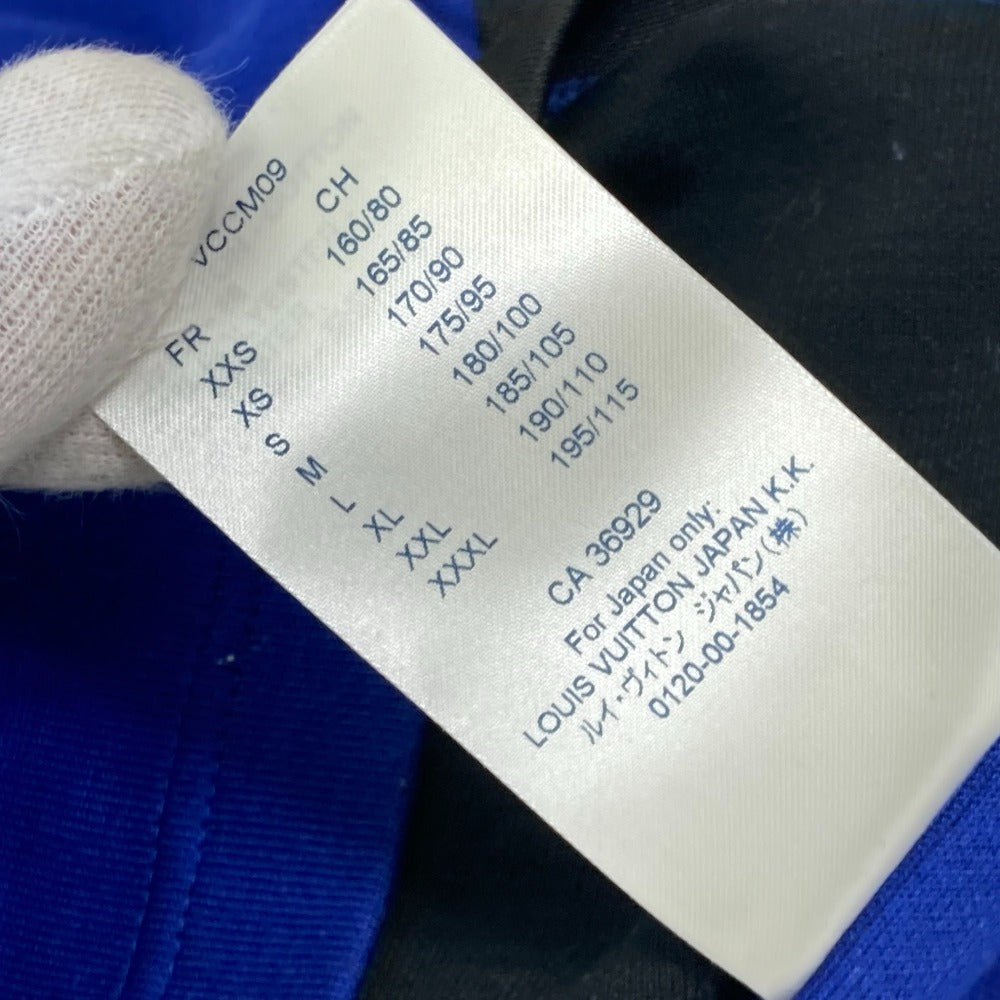 VCCM09
FR CH
XXS 160/80
XS 165/85
S 170/90
M 175/95
L 180/100
XL 185/105
XXL 190/110
XXXL 195/115
CA 36929
For Japan only:
LOUIS VUITTON JAPAN K.K.
ルイ・ヴィトン ジャパン(株)
0120-00-1854